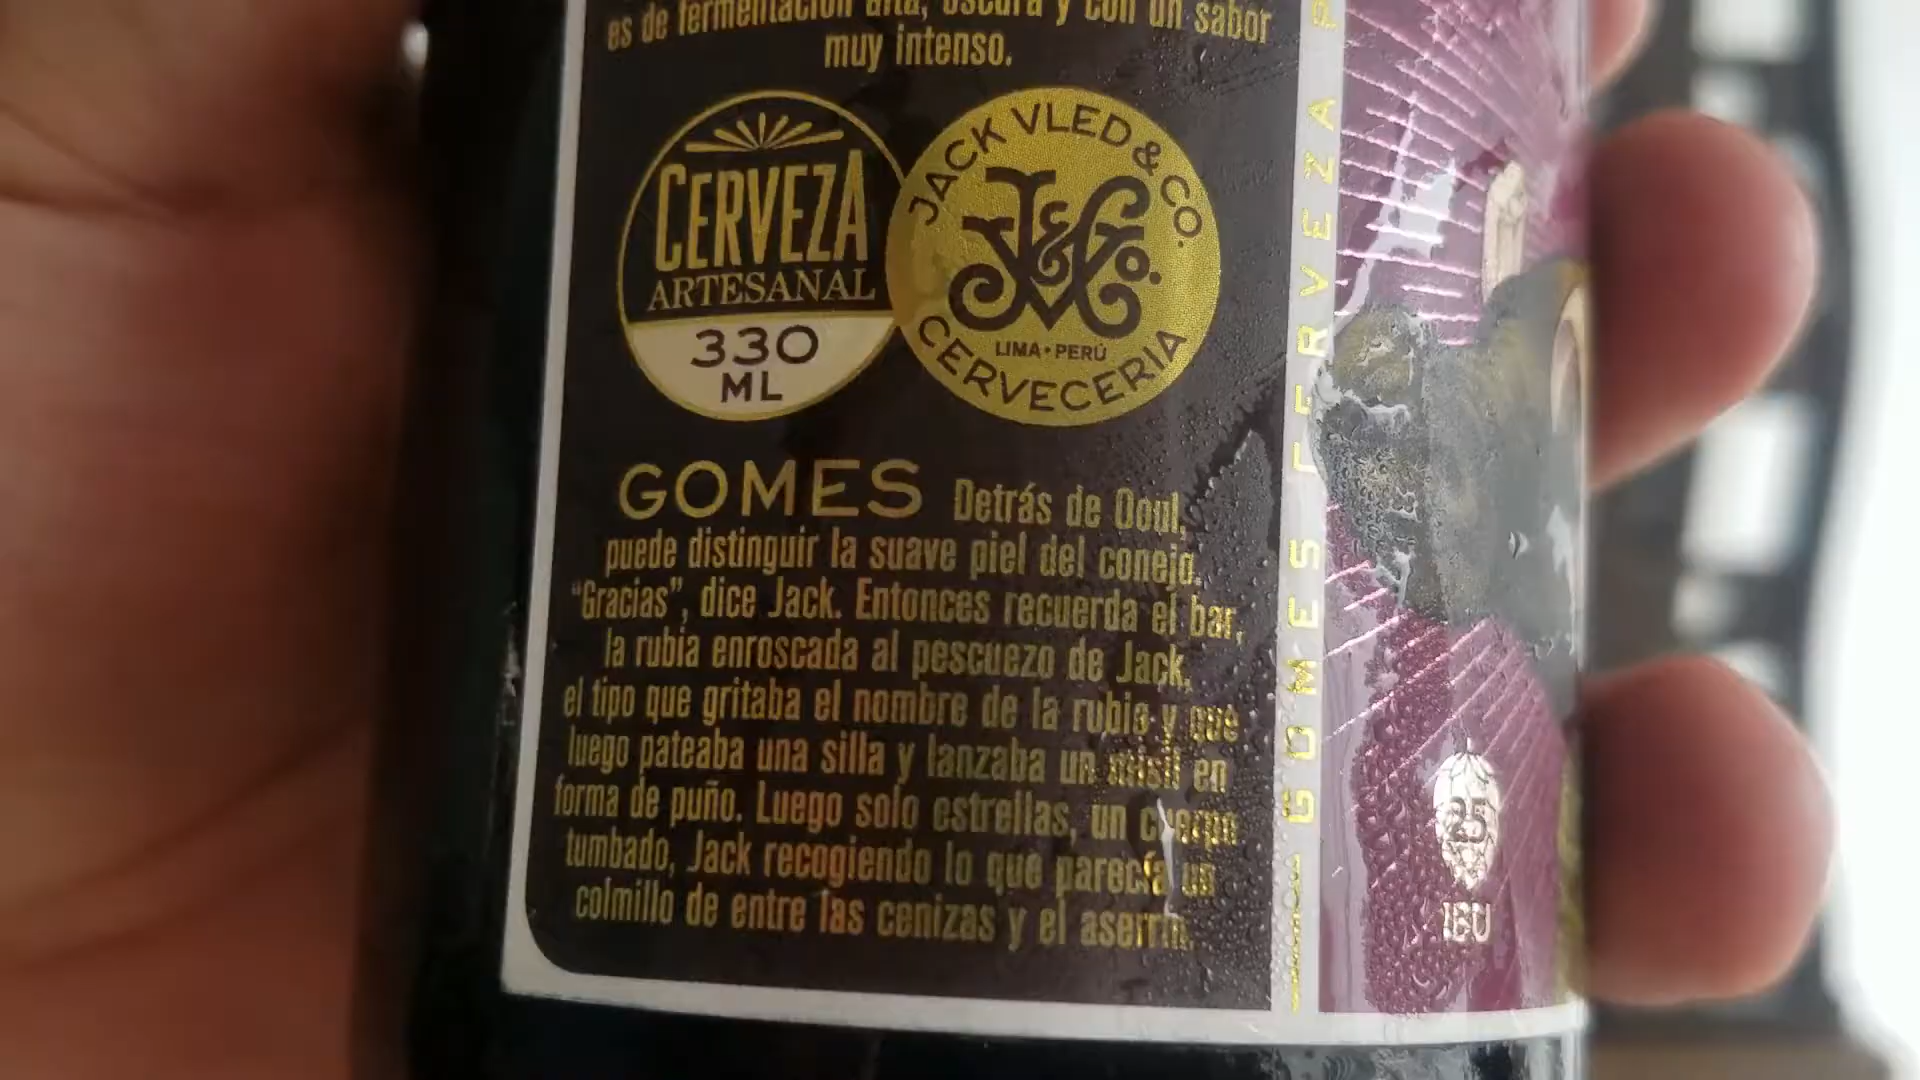 es de fermentación alta, oscura y con un sabor
muy intenso.
CERVEZA
ARTESANAL
330
ML
JACK VLED & CO.
J&V Co.
LIMA • PERÚ
CERVECERIA
GOMES Detrás de Ooul,
puede distinguir la suave piel del conejo.
“Gracias”, dice Jack. Entonces recuerda el bar,
la rubia enroscada al pescuezo de Jack,
el tipo que gritaba el nombre de la rubia y que
luego pateaba una silla y lanzaba un misil en
forma de puño. Luego solo estrellas, un cuerpo
tumbado, Jack recogiendo lo que parecía un
colmillo de entre las cenizas y el aserrín.
GOMES CERVEZA P
25
IBU